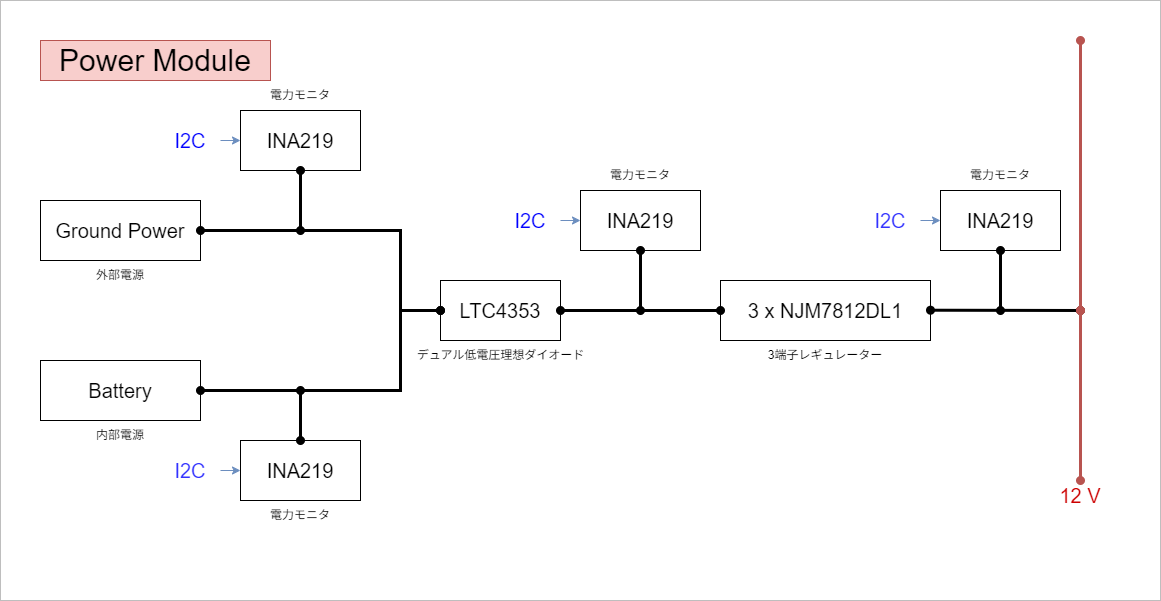 Power Module
電力モニタ
I2C
INA219
Ground Power
外部電源
電力モニタ
I2C
INA219
電力モニタ
I2C
INA219
LTC4353
デュアル低電圧理想ダイオード
3 x NJM7812DL1
3端子レギュレーター
Battery
内部電源
I2C
INA219
電力モニタ
12 V